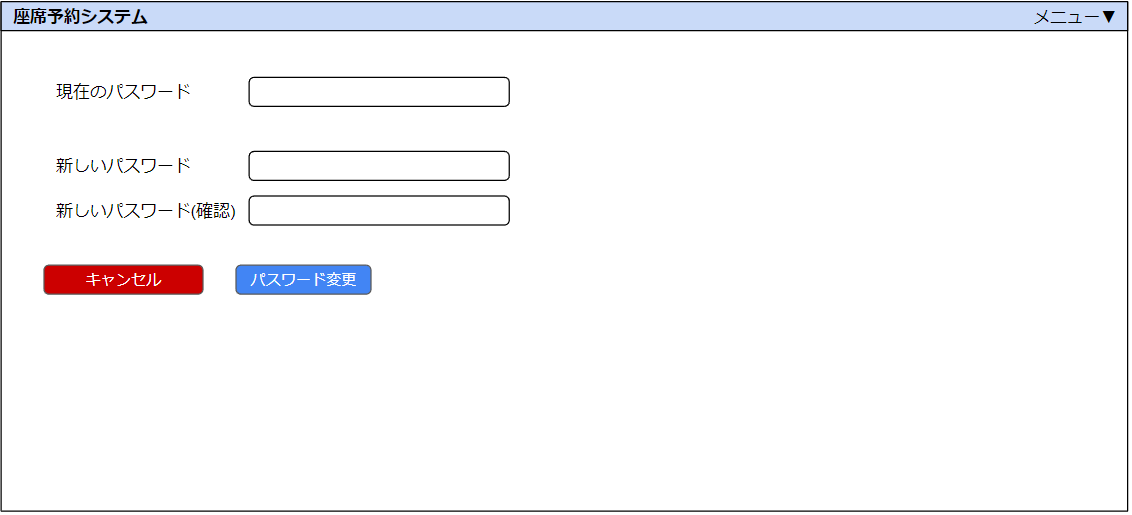 座席予約システム メニュー▼
現在のパスワード
新しいパスワード
新しいパスワード(確認)
キャンセル パスワード変更